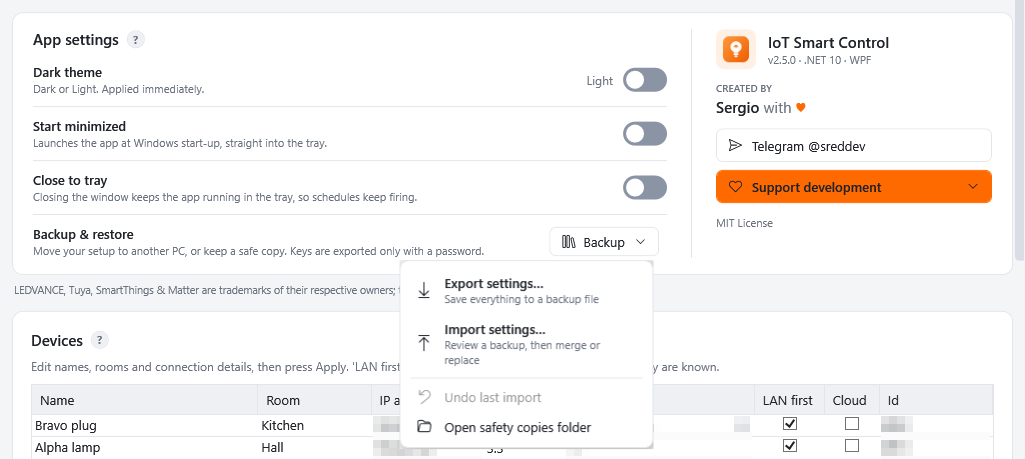 App settings ?
Dark theme
Dark or Light. Applied immediately.
Light
Start minimized
Launches the app at Windows start-up, straight into the tray.
Close to tray
Closing the window keeps the app running in the tray, so schedules keep firing.
Backup & restore
Move your setup to another PC, or keep a safe copy. Keys are exported only with a password.
Backup
IoT Smart Control
v2.5.0 · .NET 10 · WPF
CREATED BY
Sergio with
Telegram @sreddev
Support development
MIT License
Export settings...
Save everything to a backup file
Import settings...
Review a backup, then merge or
replace
Undo last import
Open safety copies folder
LEDVANCE, Tuya, SmartThings & Matter are trademarks of their respective owners;
Devices ?
Edit names, rooms and connection details, then press Apply. 'LAN first
y are known.
Name Room IP LAN first Cloud Id
Bravo plug Kitchen
Alpha lamp Hall